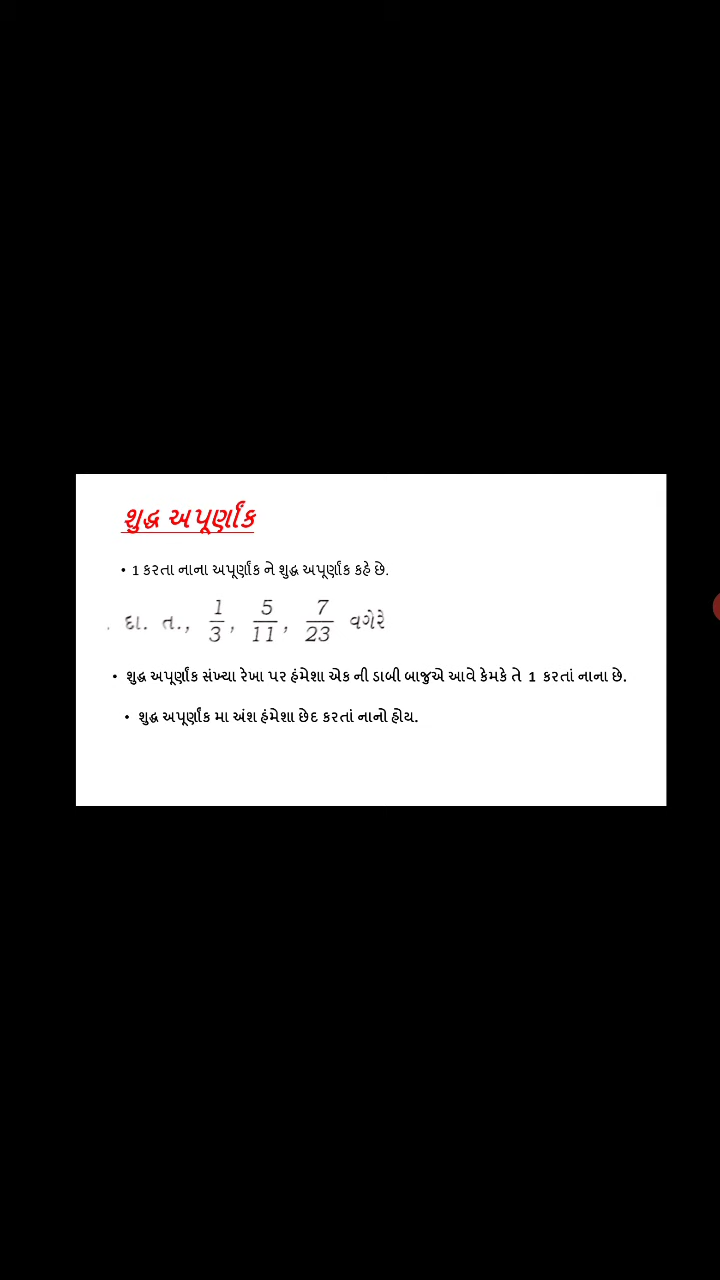 શુદ્ધ અપૂર્ણાંક
• 1 કરતા નાના અપૂર્ણાંક ને શુદ્ધ અપૂર્ણાંક કહે છે.
. દા. ત., 1/3, 5/11, 7/23 વગેરે
• શુદ્ધ અપૂર્ણાંક સંખ્યા રેખા પર હંમેશા એક ની ડાબી બાજુએ આવે કેમકે તે 1 કરતાં નાના છે.
• શુદ્ધ અપૂર્ણાંક મા અંશ હંમેશા છેદ કરતાં નાનો હોય.